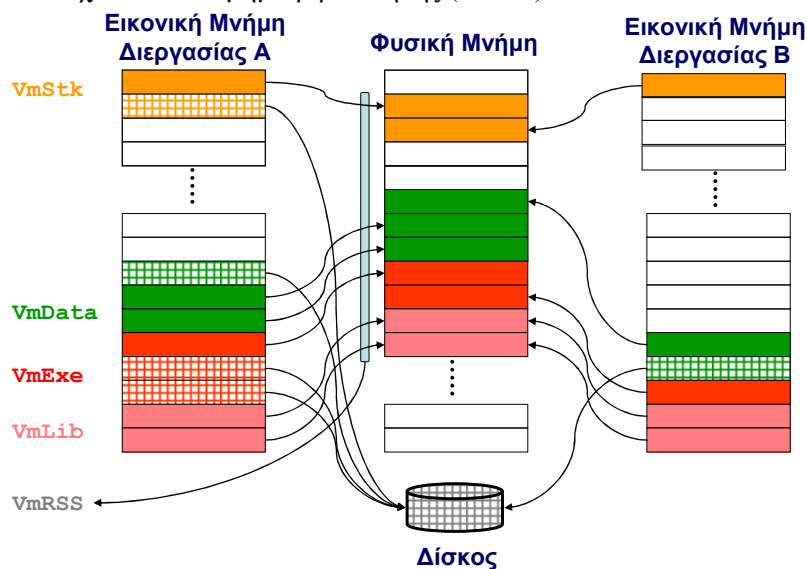 Εικονική Μνήμη
Διεργασίας Α
Φυσική Μνήμη
Εικονική Μνήμη
Διεργασίας Β
VmStk
VmData
VmExe
VmLib
VmRSS
Δίσκος